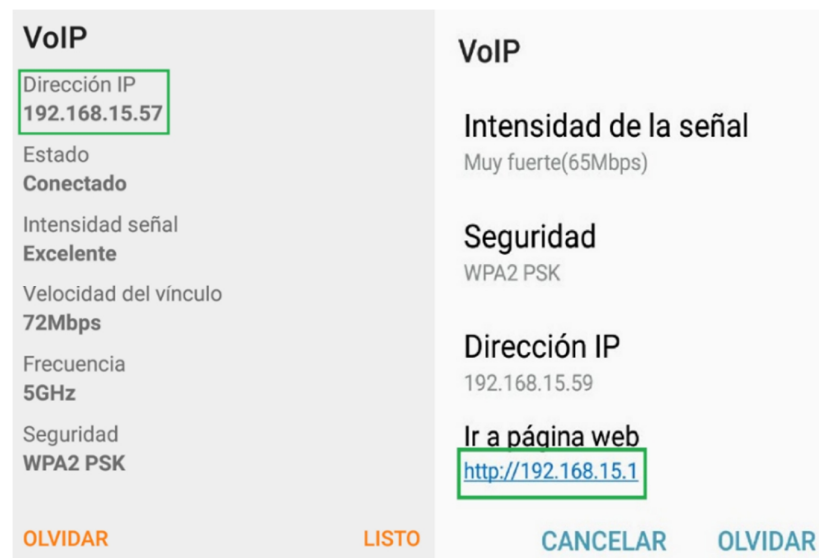 VoIP
Dirección IP
192.168.15.57
Estado
Conectado
Intensidad señal
Excelente
Velocidad del vínculo
72Mbps
Frecuencia
5GHz
Seguridad
WPA2 PSK
OLVIDAR LISTO
VoIP
Intensidad de la señal
Muy fuerte(65Mbps)
Seguridad
WPA2 PSK
Dirección IP
192.168.15.59
Ir a página web
http://192.168.15.1
CANCELAR OLVIDAR